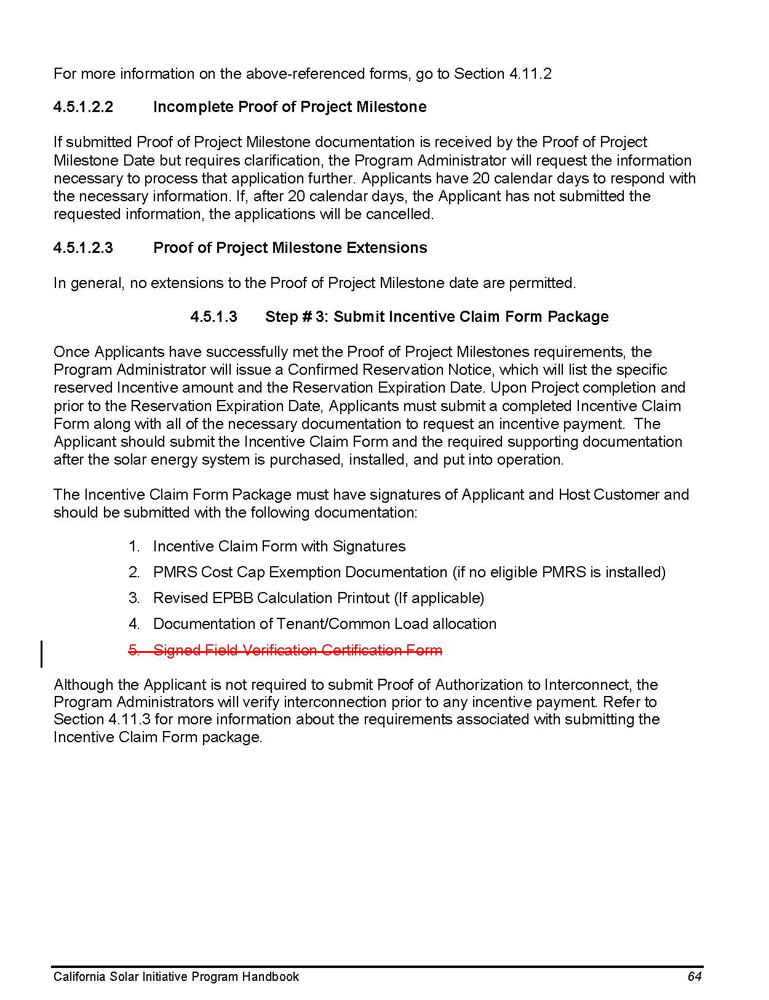 For more information on the above-referenced forms, go to Section 4.11.2
4.5.1.2.2 Incomplete Proof of Project Milestone
If submitted Proof of Project Milestone documentation is received by the Proof of Project
Milestone Date but requires clarification, the Program Administrator will request the information
necessary to process that application further. Applicants have 20 calendar days to respond with
the necessary information. If, after 20 calendar days, the Applicant has not submitted the
requested information, the applications will be cancelled.
4.5.1.2.3 Proof of Project Milestone Extensions
In general, no extensions to the Proof of Project Milestone date are permitted.
4.5.1.3 Step # 3: Submit Incentive Claim Form Package
Once Applicants have successfully met the Proof of Project Milestones requirements, the
Program Administrator will issue a Confirmed Reservation Notice, which will list the specific
reserved Incentive amount and the Reservation Expiration Date. Upon Project completion and
prior to the Reservation Expiration Date, Applicants must submit a completed Incentive Claim
Form along with all of the necessary documentation to request an incentive payment. The
Applicant should submit the Incentive Claim Form and the required supporting documentation
after the solar energy system is purchased, installed, and put into operation.
The Incentive Claim Form Package must have signatures of Applicant and Host Customer and
should be submitted with the following documentation:
1. Incentive Claim Form with Signatures
2. PMRS Cost Cap Exemption Documentation (if no eligible PMRS is installed)
3. Revised EPBB Calculation Printout (If applicable)
4. Documentation of Tenant/Common Load allocation
5. Signed Field Verification Certification Form
Although the Applicant is not required to submit Proof of Authorization to Interconnect, the
Program Administrators will verify interconnection prior to any incentive payment. Refer to
Section 4.11.3 for more information about the requirements associated with submitting the
Incentive Claim Form package.
California Solar Initiative Program Handbook 64